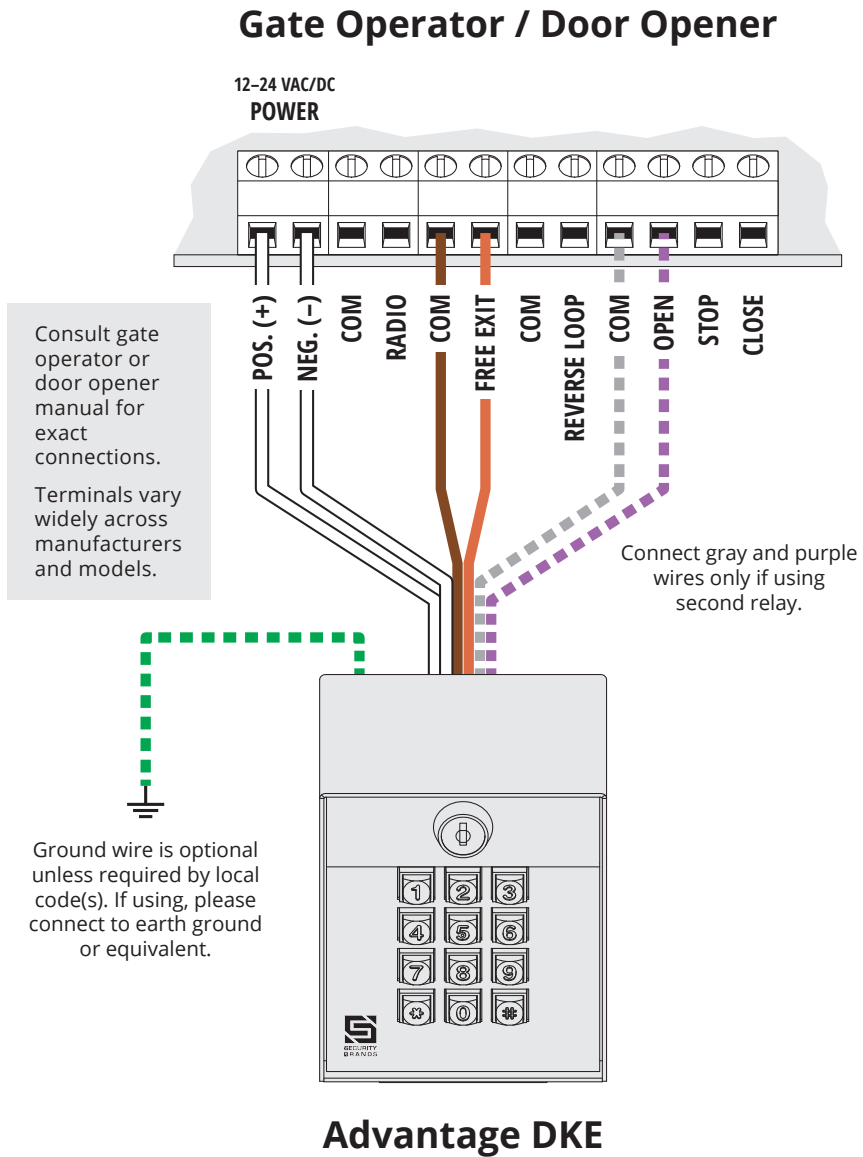 Gate Operator / Door Opener
12–24 VAC/DC
POWER
POS. (+)
NEG. (–)
COM
RADIO
COM
FREE EXIT
COM
REVERSE LOOP
COM
OPEN
STOP
CLOSE
Consult gate
operator or
door opener
manual for
exact
connections.
Terminals vary
widely across
manufacturers
and models.
Connect gray and purple
wires only if using
second relay.
Ground wire is optional
unless required by local
code(s). If using, please
connect to earth ground
or equivalent.
1 2 3
4 5 6
7 8 9
* 0 #
SECURITY
BRANDS
Advantage DKE